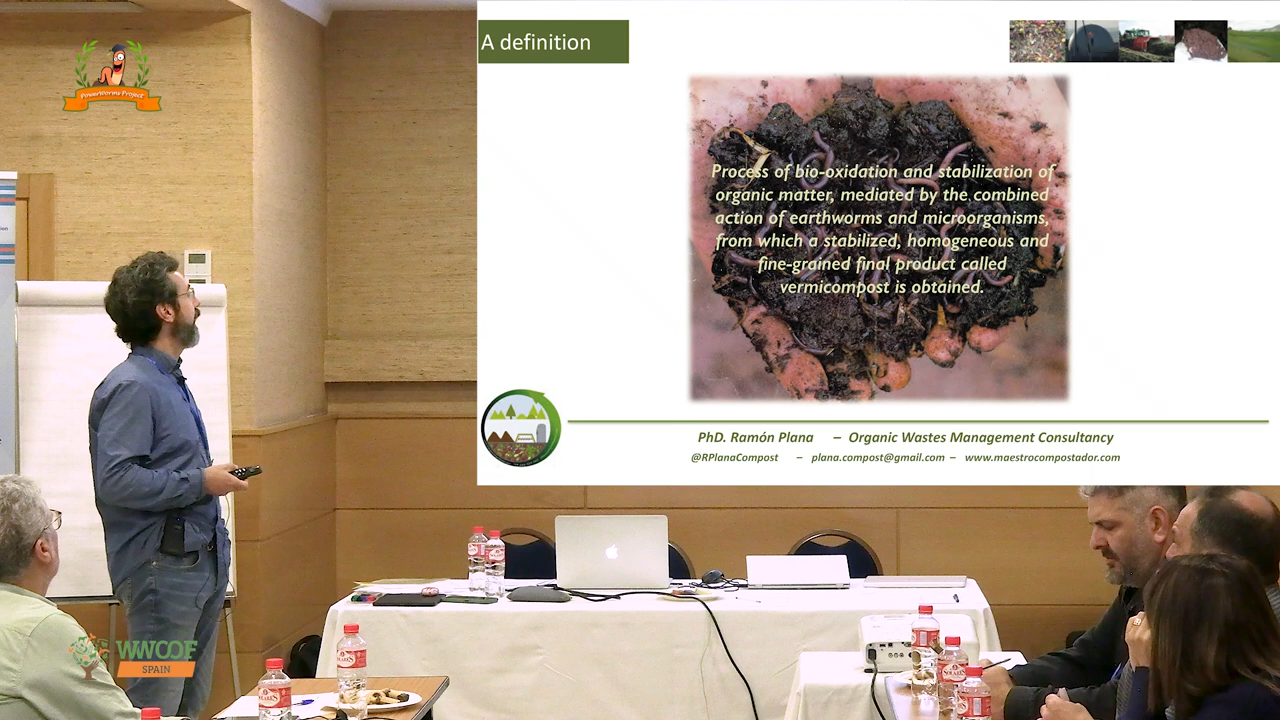 A definition
PowerWorms Project
Process of bio-oxidation and stabilization of
organic matter, mediated by the combined
action of earthworms and microorganisms,
from which a stabilized, homogeneous and
fine-grained final product called
vermicompost is obtained.
PhD. Ramón Plana – Organic Wastes Management Consultancy
@RPlanaCompost – plana.compost@gmail.com – www.maestrocompostador.com
WWOOF
SPAIN